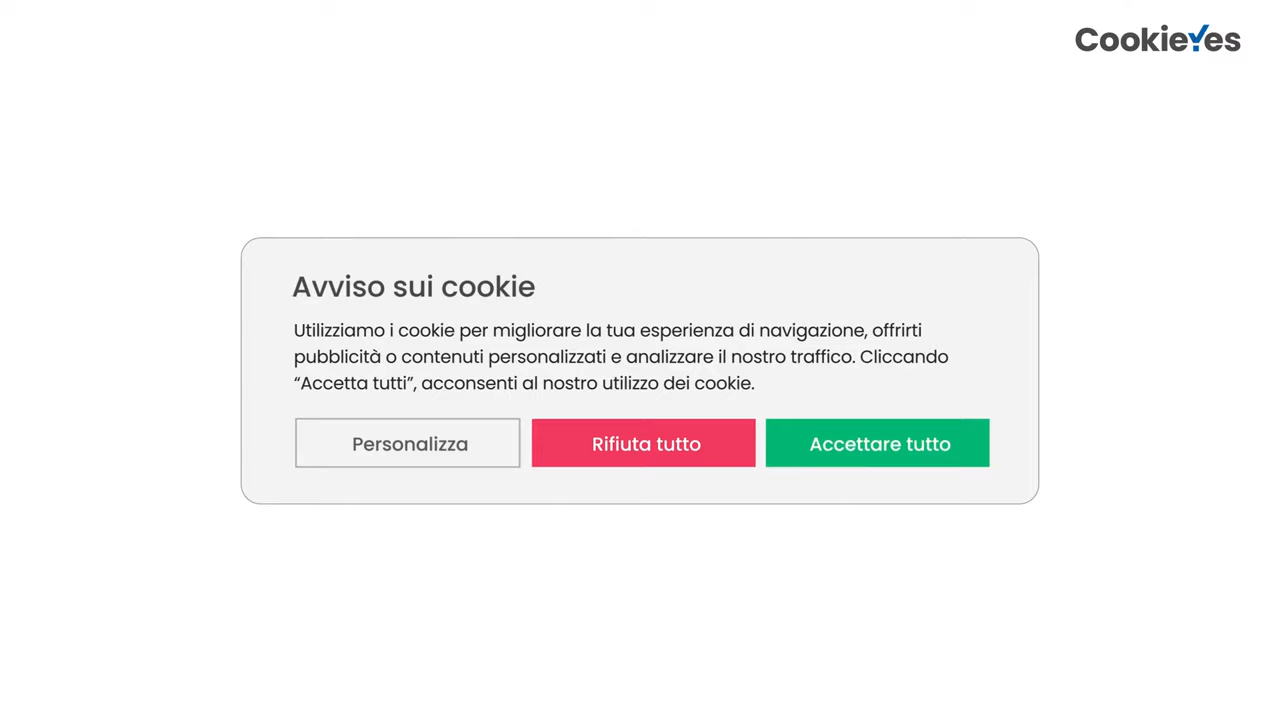 CookieYes
Avviso sui cookie
Utilizziamo i cookie per migliorare la tua esperienza di navigazione, offrirti
pubblicità o contenuti personalizzati e analizzare il nostro traffico. Cliccando
“Accetta tutti”, acconsenti al nostro utilizzo dei cookie.
Personalizza
Rifiuta tutto
Accettare tutto